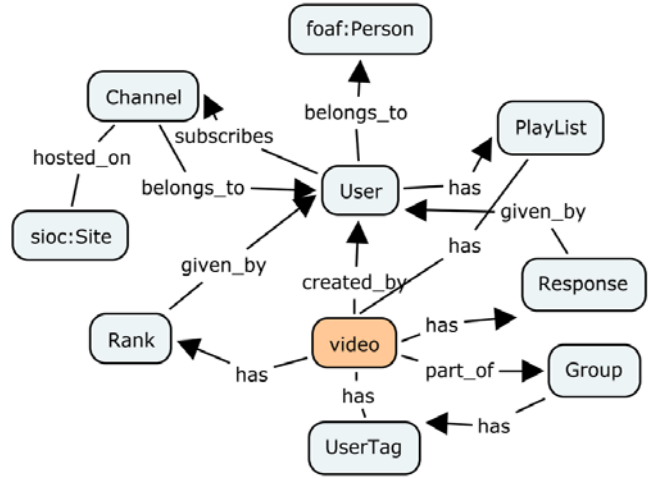 foaf:Person
Channel
belongs_to
PlayList
subscribes
hosted_on
belongs_to
User
has
given_by
sioc:Site
has
given_by
created_by
Response
Rank
video
has
has
part_of
Group
has
has
UserTag